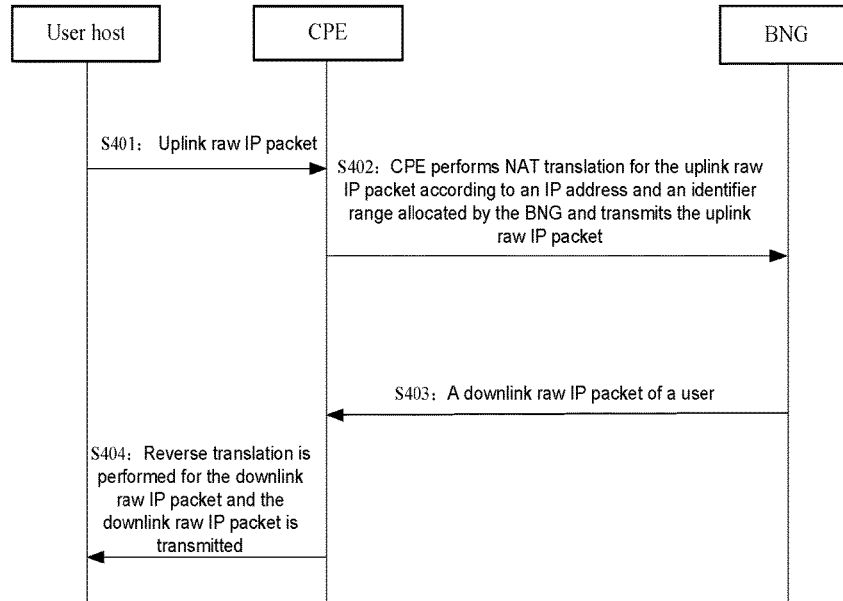 User host
CPE
BNG
S401: Uplink raw IP packet
S402: CPE performs NAT translation for the uplink raw
IP packet according to an IP address and an identifier
range allocated by the BNG and transmits the uplink
raw IP packet
S403: A downlink raw IP packet of a user
S404: Reverse translation is
performed for the downlink
raw IP packet and the
downlink raw IP packet is
transmitted